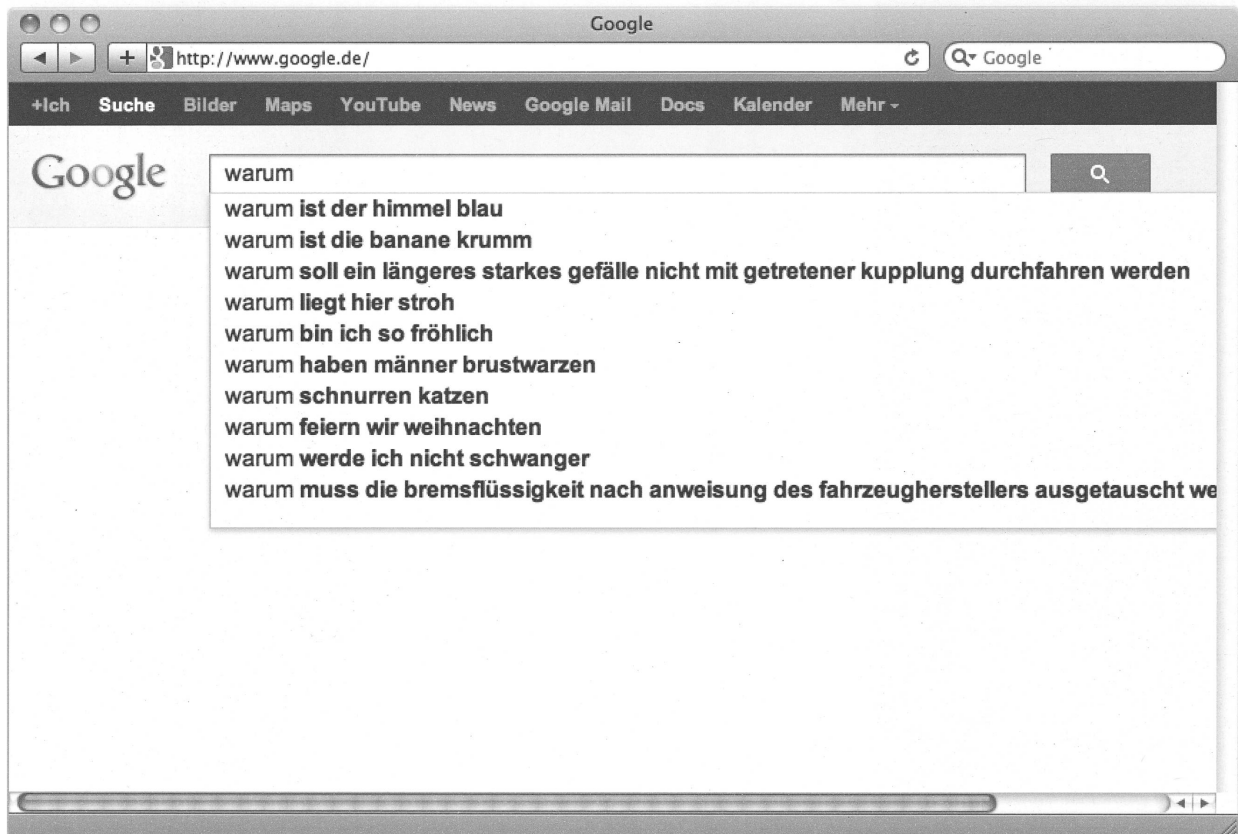 Google
http://www.google.de/ Google
+Ich Suche Bilder Maps YouTube News Google Mail Docs Kalender Mehr
Google warum
warum ist der himmel blau
warum ist die banane krumm
warum soll ein längeres starkes gefälle nicht mit getretener kupplung durchfahren werden
warum liegt hier stroh
warum bin ich so fröhlich
warum haben männer brustwarzen
warum schnurren katzen
warum feiern wir weihnachten
warum werde ich nicht schwanger
warum muss die bremsflüssigkeit nach anweisung des fahrzeugherstellers ausgetauscht we